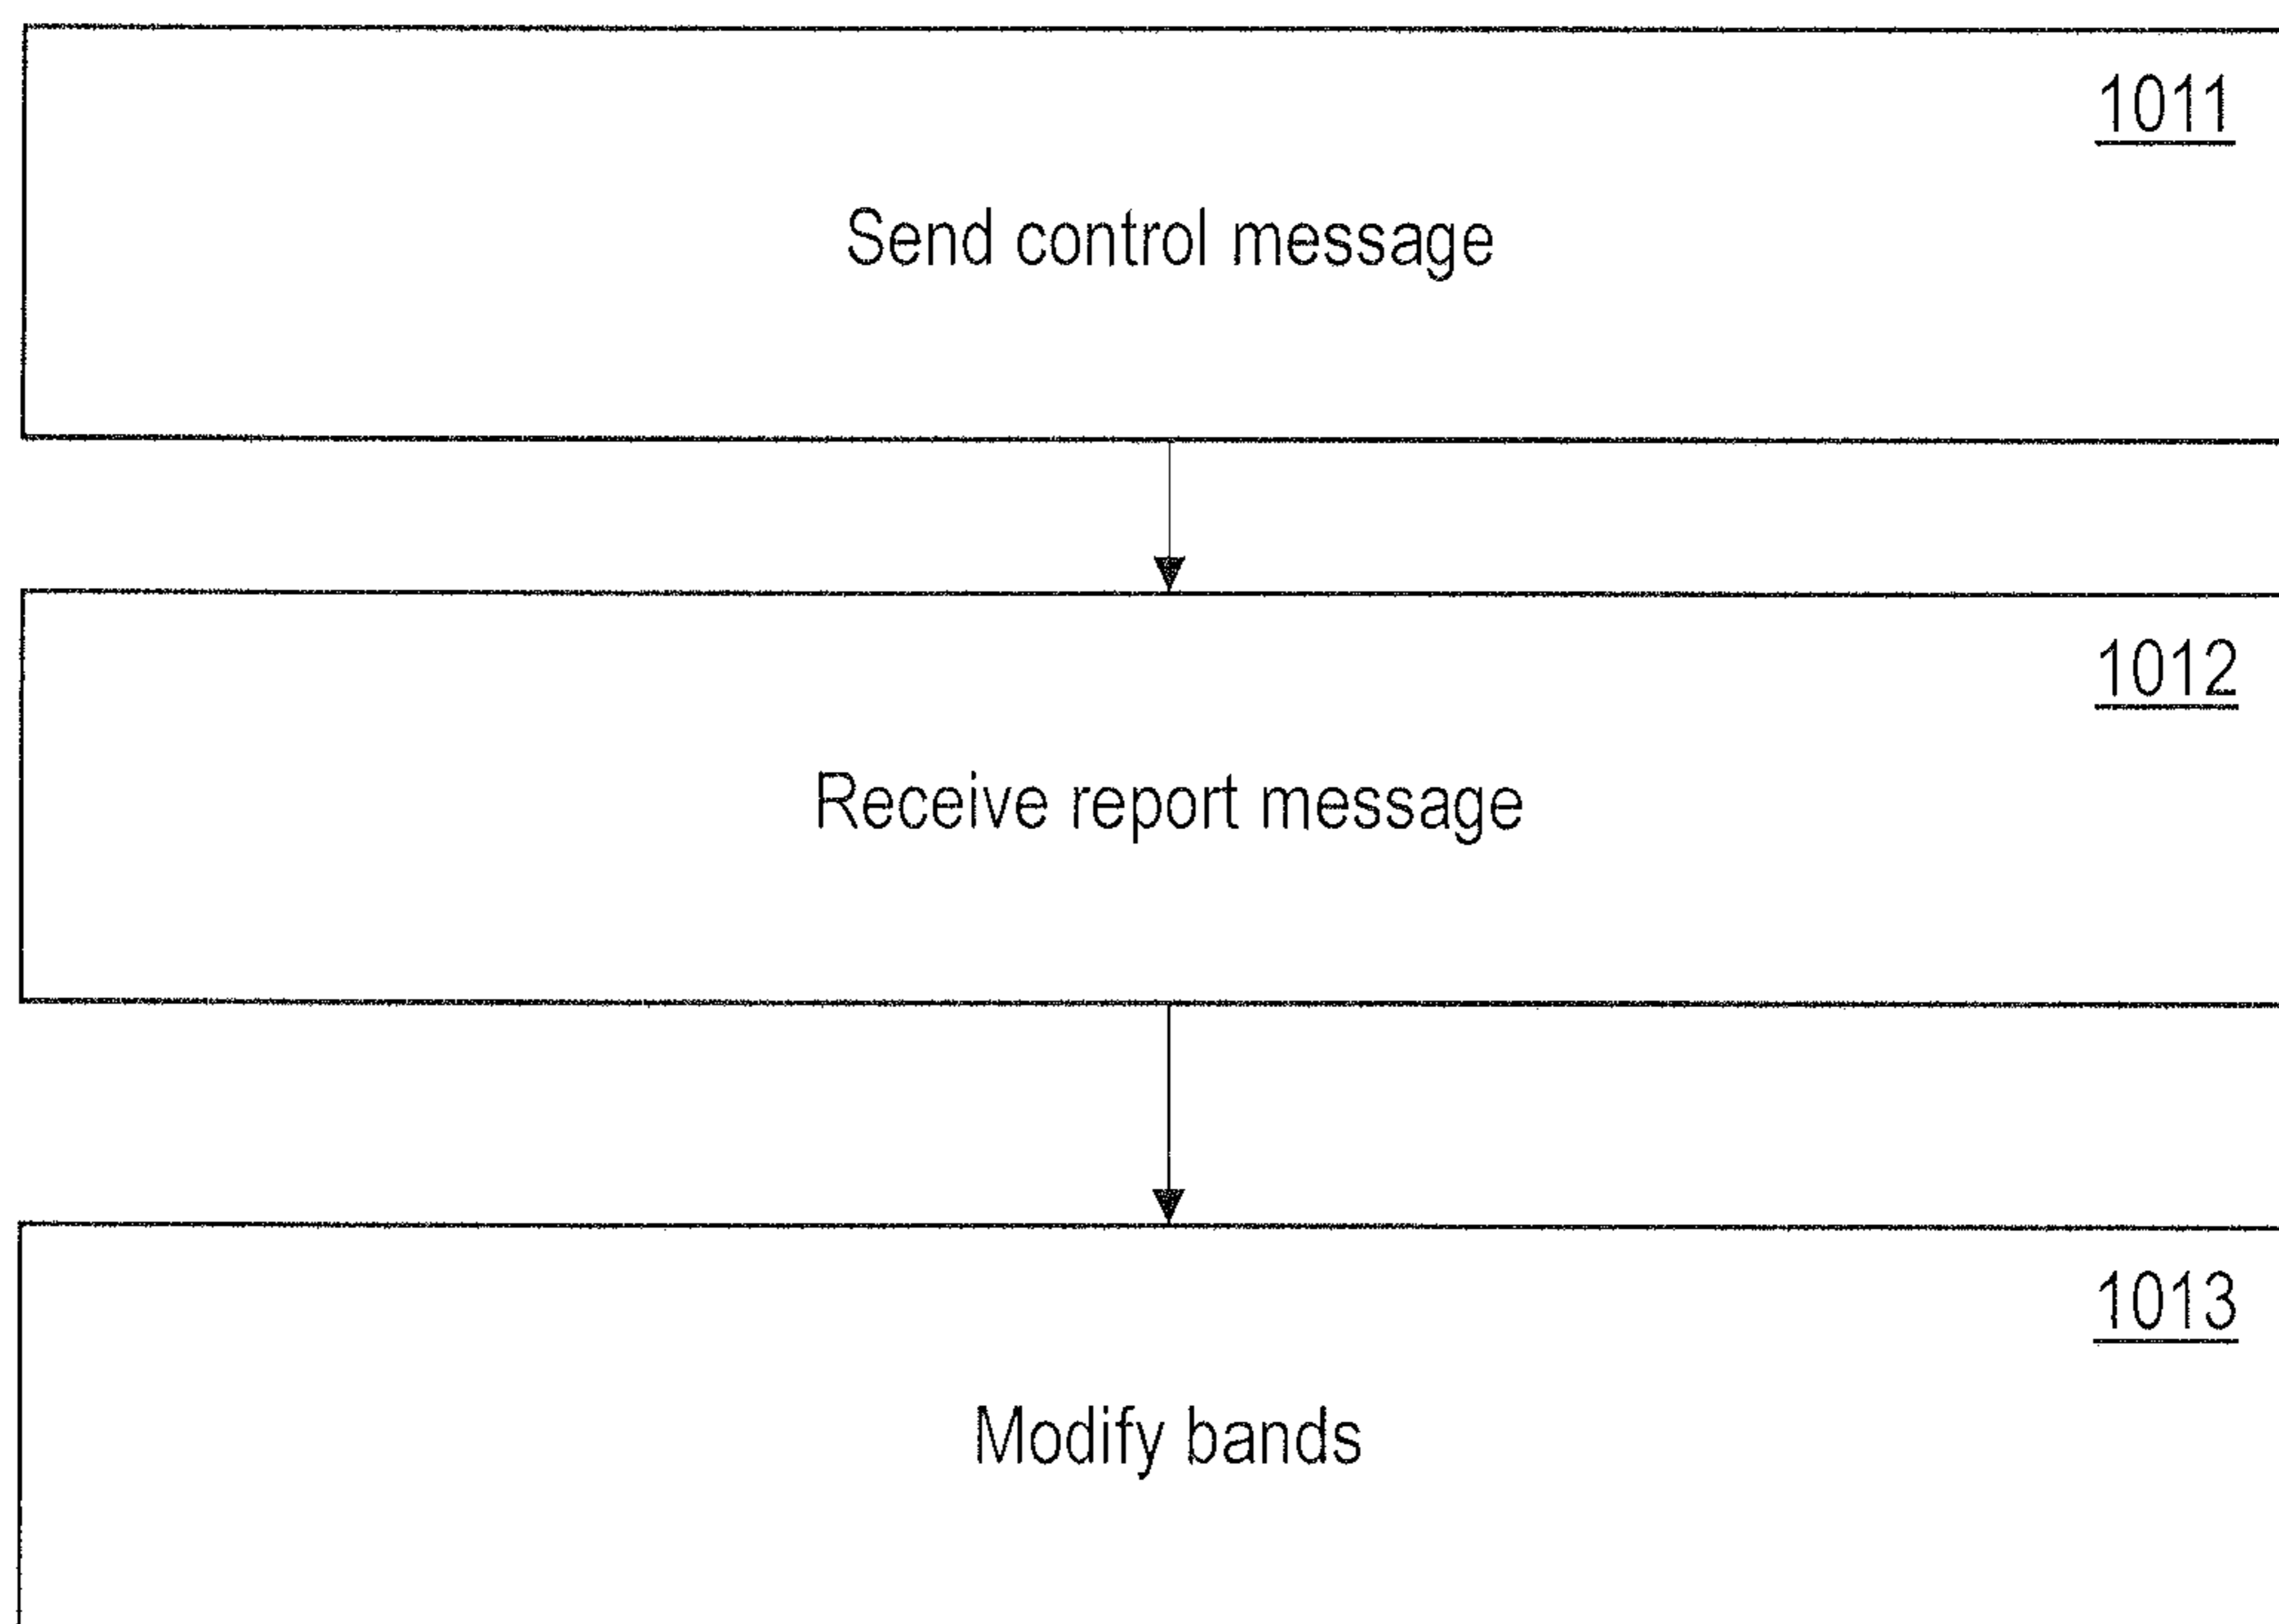 1011
Send control message
1012
Receive report message
1013
Modify bands